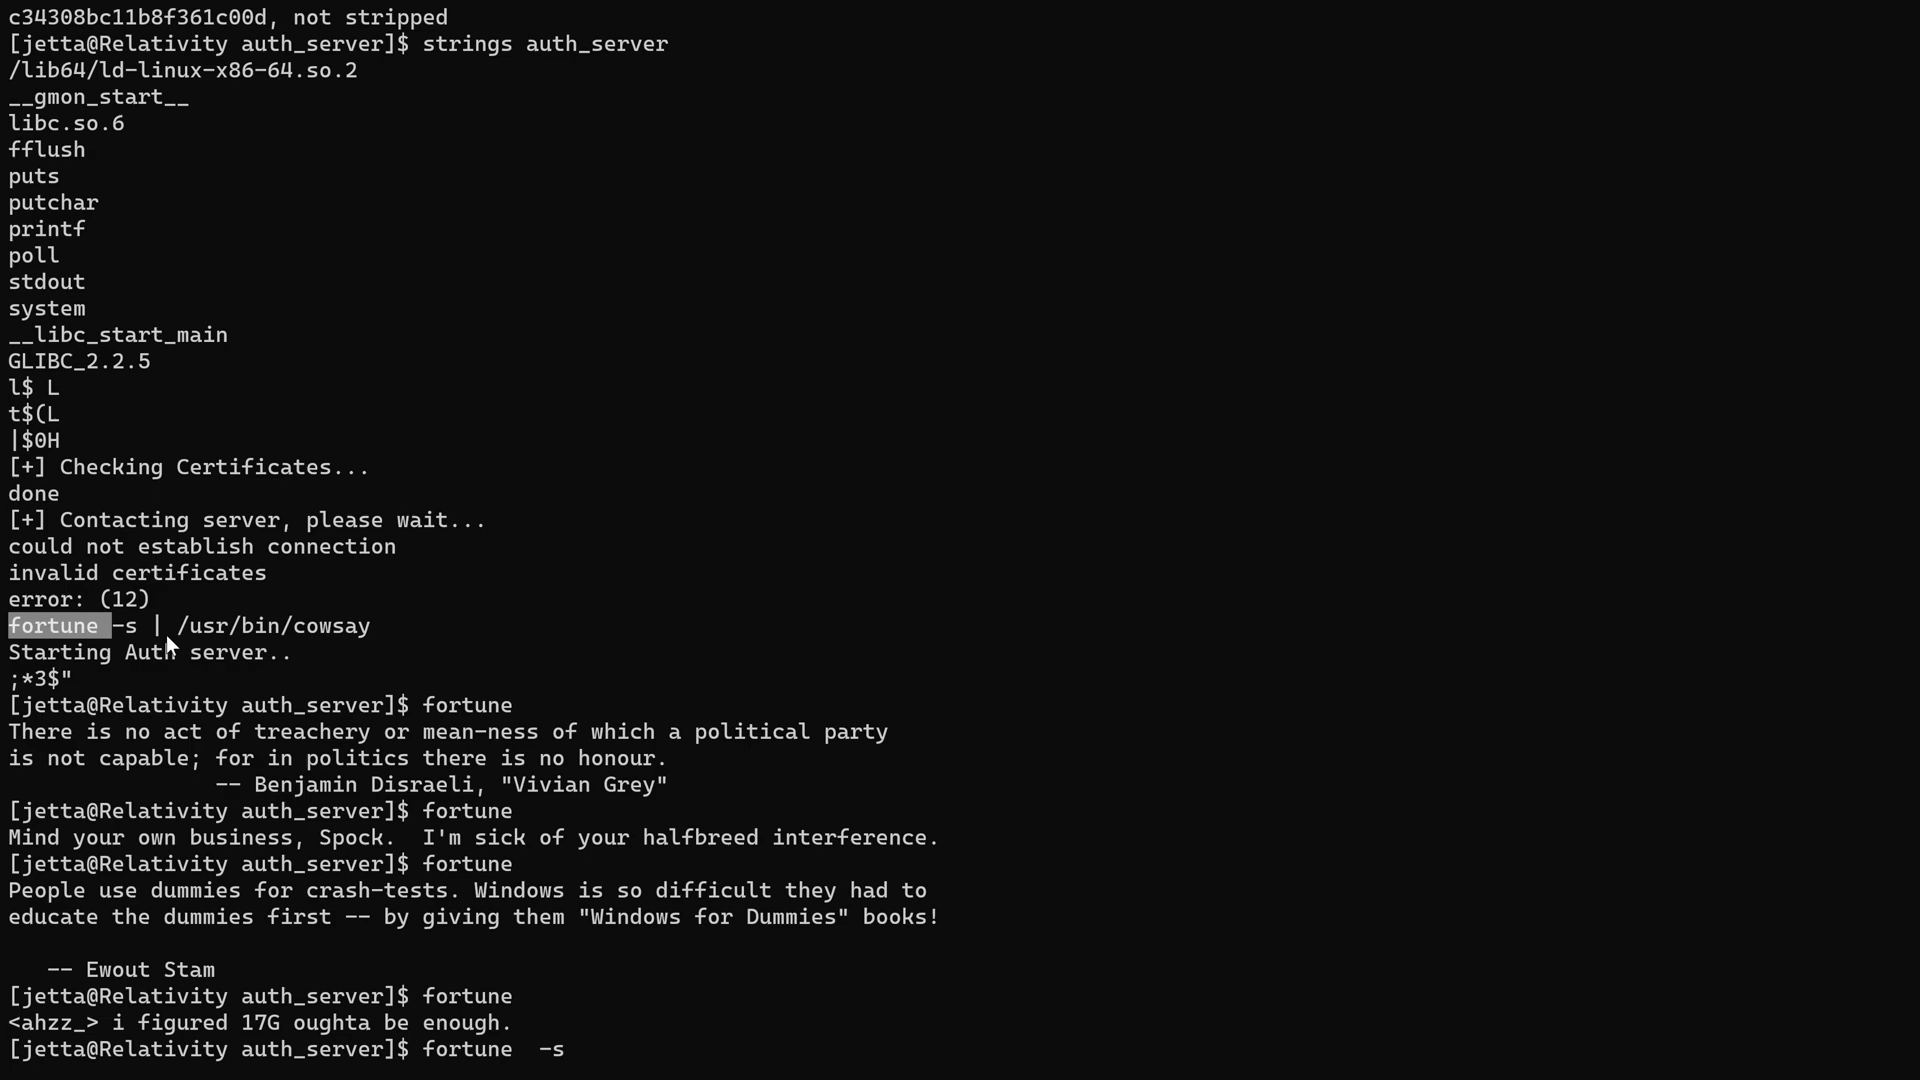 c34308bc11b8f361c00d, not stripped
[jetta@Relativity auth_server]$ strings auth_server
/lib64/ld-linux-x86-64.so.2
__gmon_start__
libc.so.6
fflush
puts
putchar
printf
poll
stdout
system
__libc_start_main
GLIBC_2.2.5
l$ L
t$(L
|$0H
[+] Checking Certificates...
done
[+] Contacting server, please wait...
could not establish connection
invalid certificates
error: (12)
fortune -s | /usr/bin/cowsay
Starting Auth server..
;*3$"
[jetta@Relativity auth_server]$ fortune
There is no act of treachery or mean-ness of which a political party
is not capable; for in politics there is no honour.
                -- Benjamin Disraeli, "Vivian Grey"
[jetta@Relativity auth_server]$ fortune
Mind your own business, Spock.  I'm sick of your halfbreed interference.
[jetta@Relativity auth_server]$ fortune
People use dummies for crash-tests. Windows is so difficult they had to
educate the dummies first -- by giving them "Windows for Dummies" books!
   -- Ewout Stam
[jetta@Relativity auth_server]$ fortune
<ahzz_> i figured 17G oughta be enough.
[jetta@Relativity auth_server]$ fortune  -s